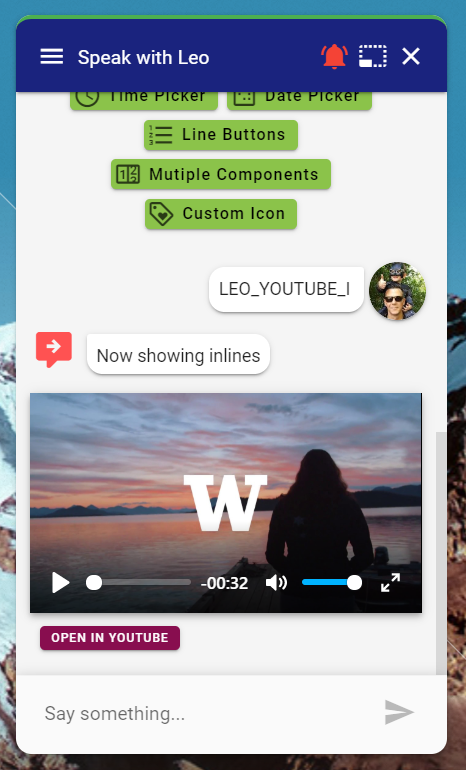 Speak with Leo
Time Picker Date Picker
Line Buttons
Mutiple Components
Custom Icon
LEO_YOUTUBE_I
Now showing inlines
W
-00:32
OPEN IN YOUTUBE
Say something...